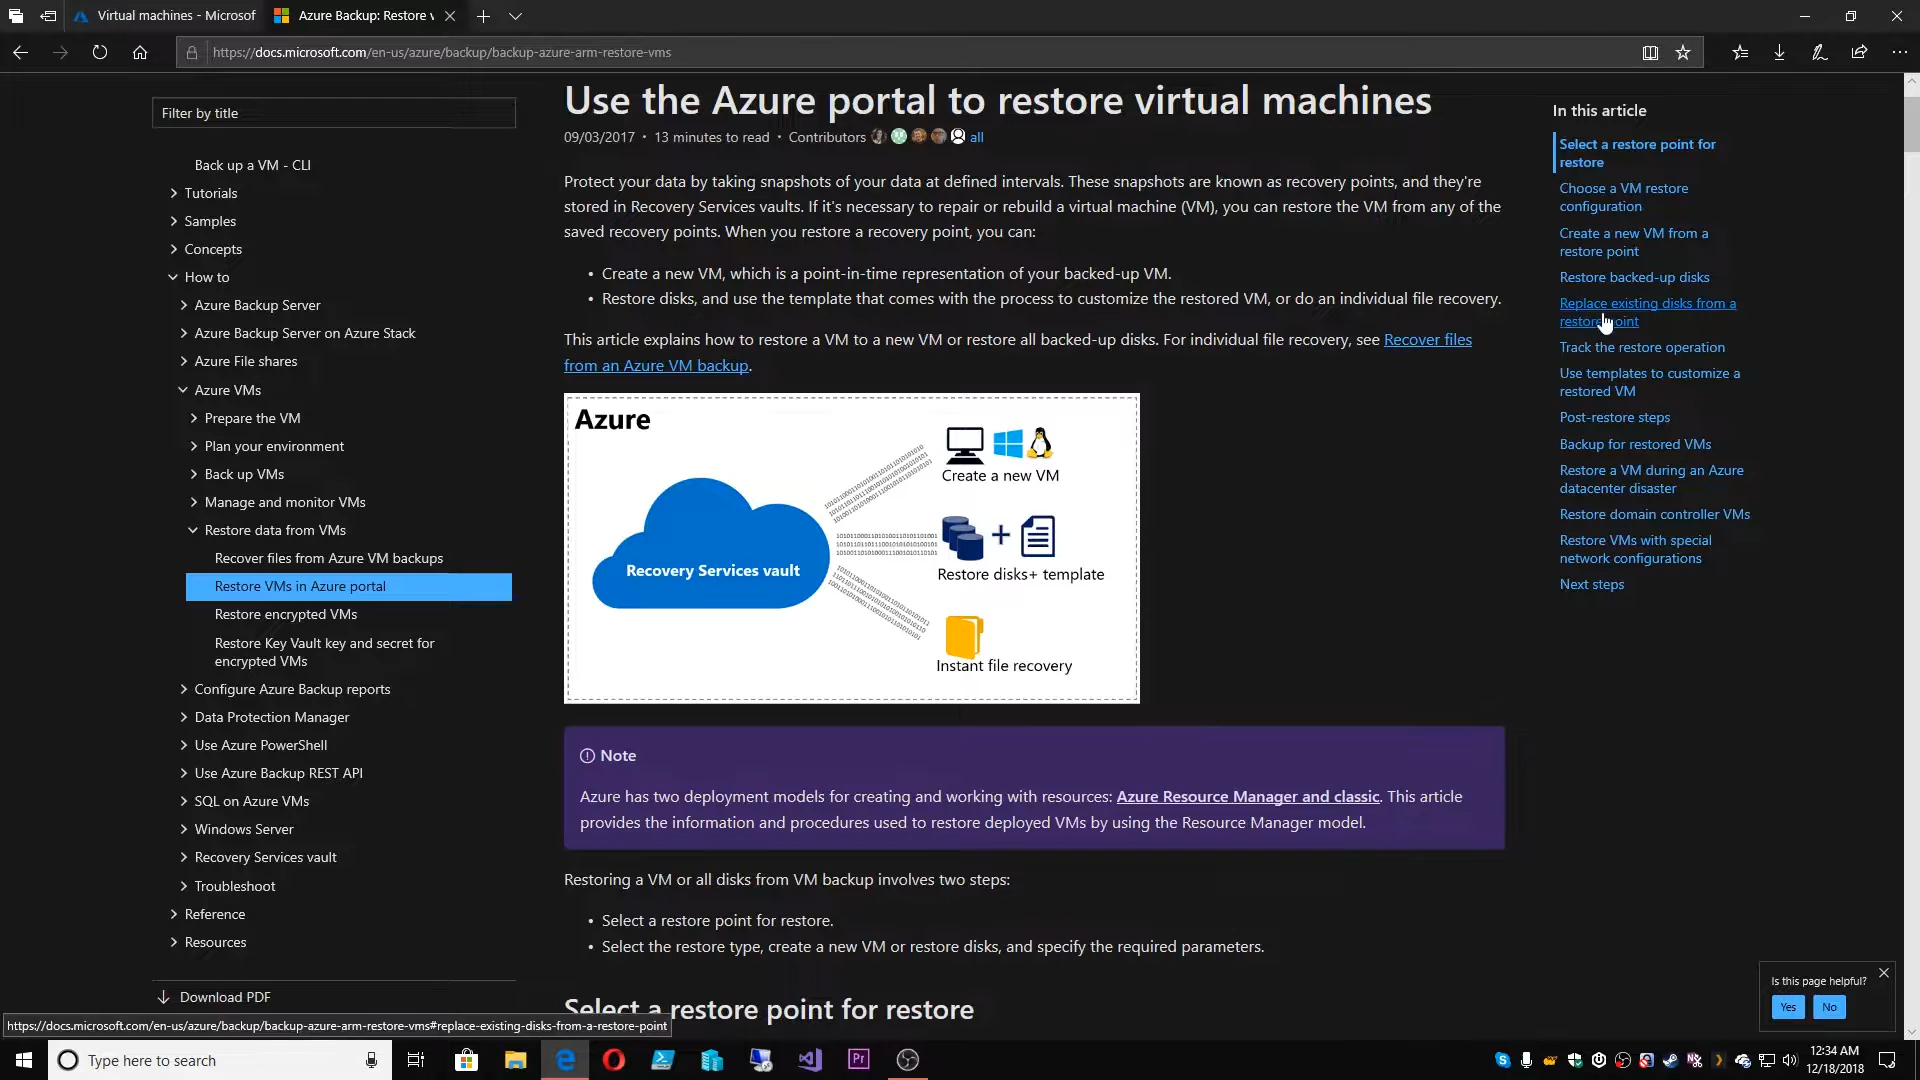 Virtual machines - Microsof
Azure Backup: Restore v
https://docs.microsoft.com/en-us/azure/backup/backup-azure-arm-restore-vms
Filter by title
Back up a VM - CLI
Tutorials
Samples
Concepts
How to
Azure Backup Server
Azure Backup Server on Azure Stack
Azure File shares
Azure VMs
Prepare the VM
Plan your environment
Back up VMs
Manage and monitor VMs
Restore data from VMs
Recover files from Azure VM backups
Restore VMs in Azure portal
Restore encrypted VMs
Restore Key Vault key and secret for
encrypted VMs
Configure Azure Backup reports
Data Protection Manager
Use Azure PowerShell
Use Azure Backup REST API
SQL on Azure VMs
Windows Server
Recovery Services vault
Troubleshoot
Reference
Resources
Download PDF
https://docs.microsoft.com/en-us/azure/backup/backup-azure-arm-restore-vms#replace-existing-disks-from-a-restore-point
Use the Azure portal to restore virtual machines
09/03/2017 • 13 minutes to read • Contributors all
Protect your data by taking snapshots of your data at defined intervals. These snapshots are known as recovery points, and they're
stored in Recovery Services vaults. If it's necessary to repair or rebuild a virtual machine (VM), you can restore the VM from any of the
saved recovery points. When you restore a recovery point, you can:
• Create a new VM, which is a point-in-time representation of your backed-up VM.
• Restore disks, and use the template that comes with the process to customize the restored VM, or do an individual file recovery.
This article explains how to restore a VM to a new VM or restore all backed-up disks. For individual file recovery, see Recover files
from an Azure VM backup.
Azure
Recovery Services vault
Create a new VM
Restore disks+ template
Instant file recovery
Note
Azure has two deployment models for creating and working with resources: Azure Resource Manager and classic. This article
provides the information and procedures used to restore deployed VMs by using the Resource Manager model.
Restoring a VM or all disks from VM backup involves two steps:
• Select a restore point for restore.
• Select the restore type, create a new VM or restore disks, and specify the required parameters.
Select a restore point for restore
In this article
Select a restore point for
restore
Choose a VM restore
configuration
Create a new VM from a
restore point
Restore backed-up disks
Replace existing disks from a
restore point
Track the restore operation
Use templates to customize a
restored VM
Post-restore steps
Backup for restored VMs
Restore a VM during an Azure
datacenter disaster
Restore domain controller VMs
Restore VMs with special
network configurations
Next steps
Is this page helpful?
Yes No
Type here to search
Pr
12:34 AM
12/18/2018